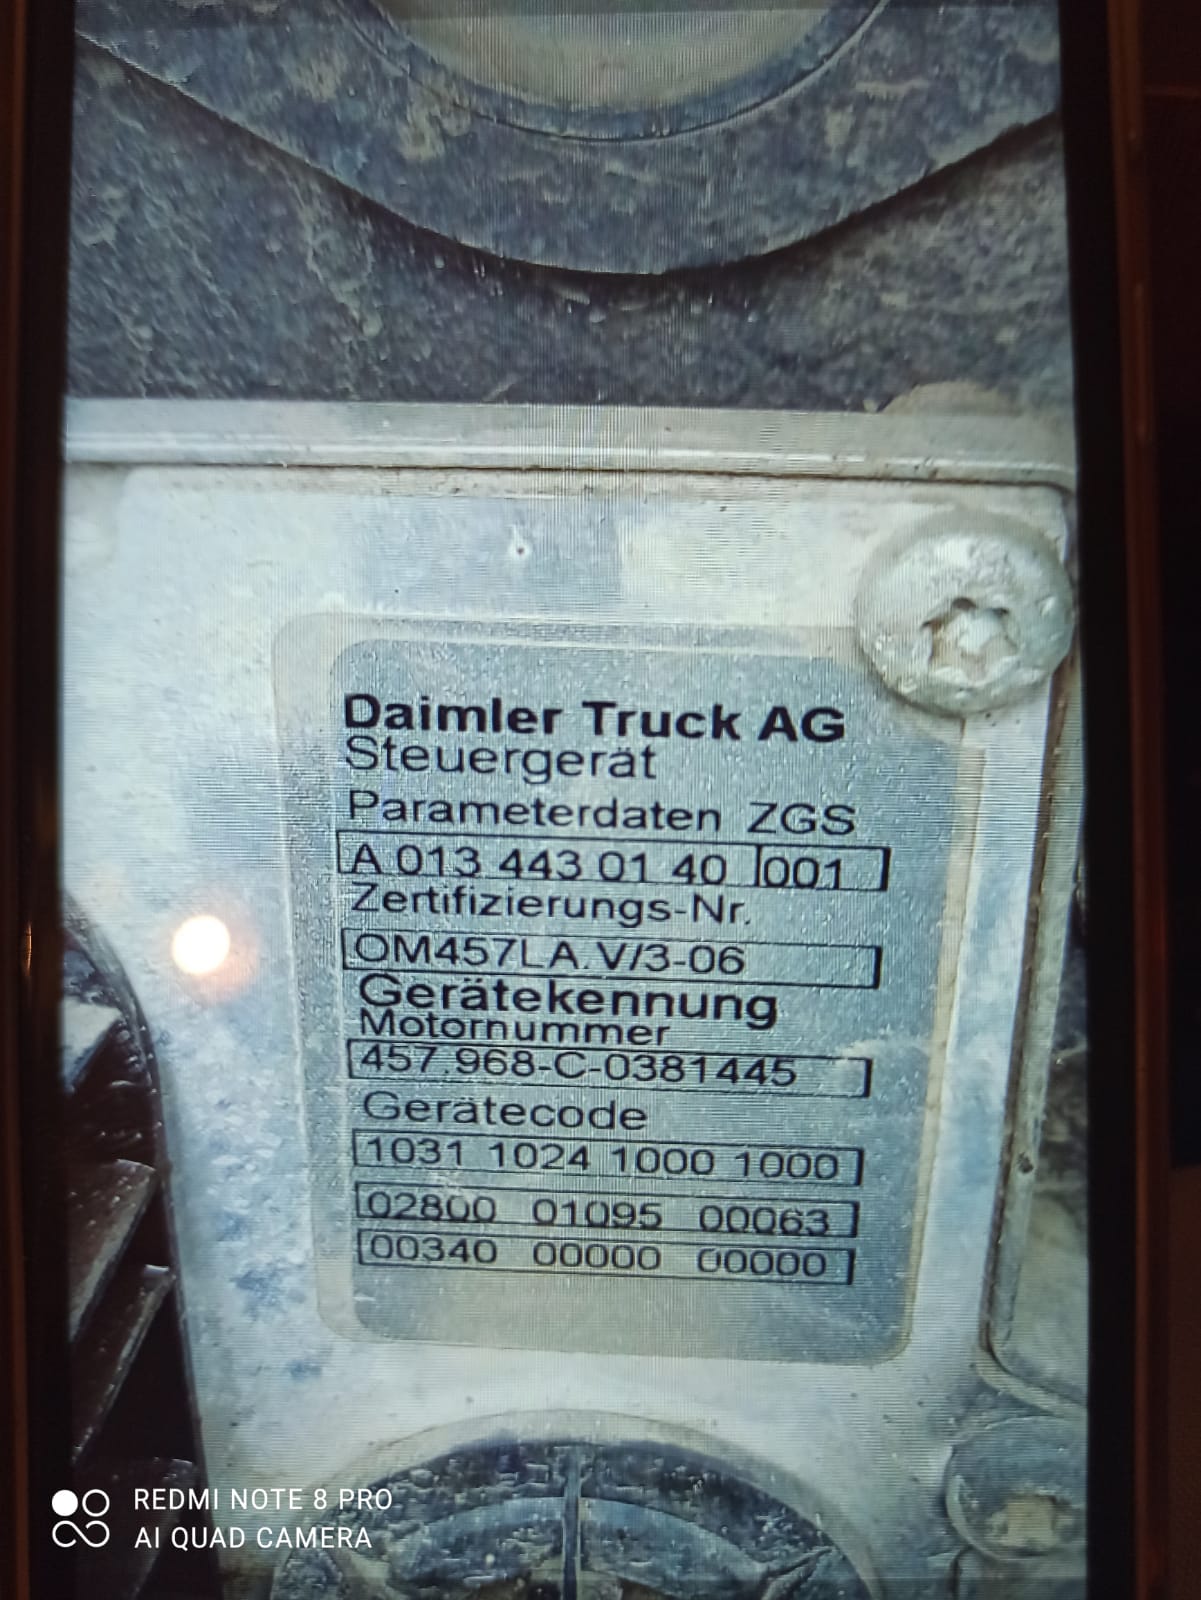 Daimler Truck AG
Steuergerät
Parameterdaten ZGS
A 013 443 01 40 001
Zertifizierungs-Nr.
OM457LA.V/3-06
Gerätekennung
Motornummer
457.968-C-0381445
Gerätecode
1031 1024 1000 1000
02800 01095 00063
00340 00000 00000
REDMI NOTE 8 PRO
AI QUAD CAMERA